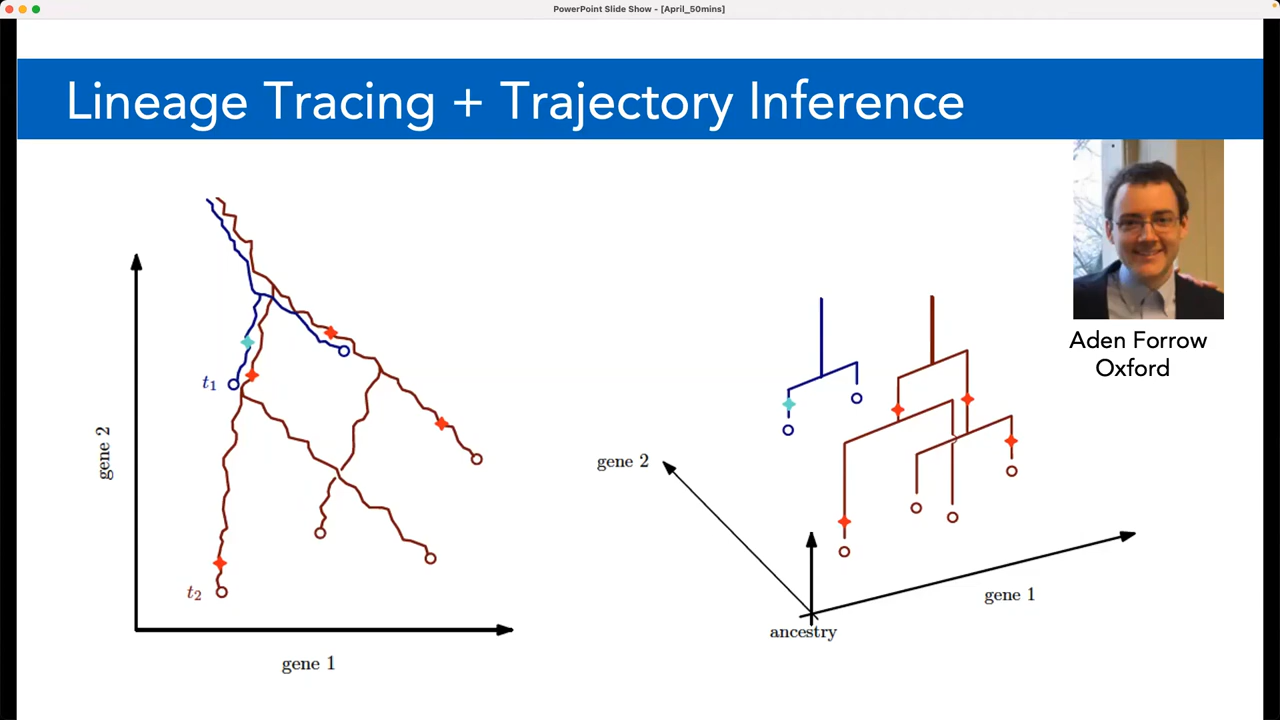 PowerPoint Slide Show - [April_50mins]
Lineage Tracing + Trajectory Inference
Aden Forrow
Oxford
t₁
gene 2
t₂
gene 1
gene 2
gene 1
ancestry